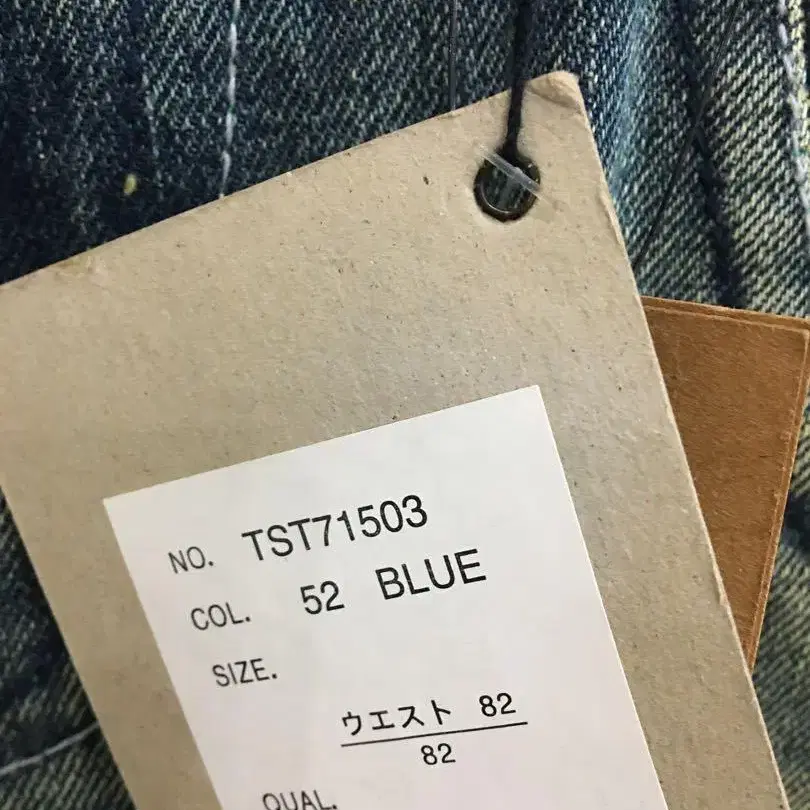 NO. TST71503
COL. 52 BLUE
SIZE.
ウエスト 82
82
QUAL.